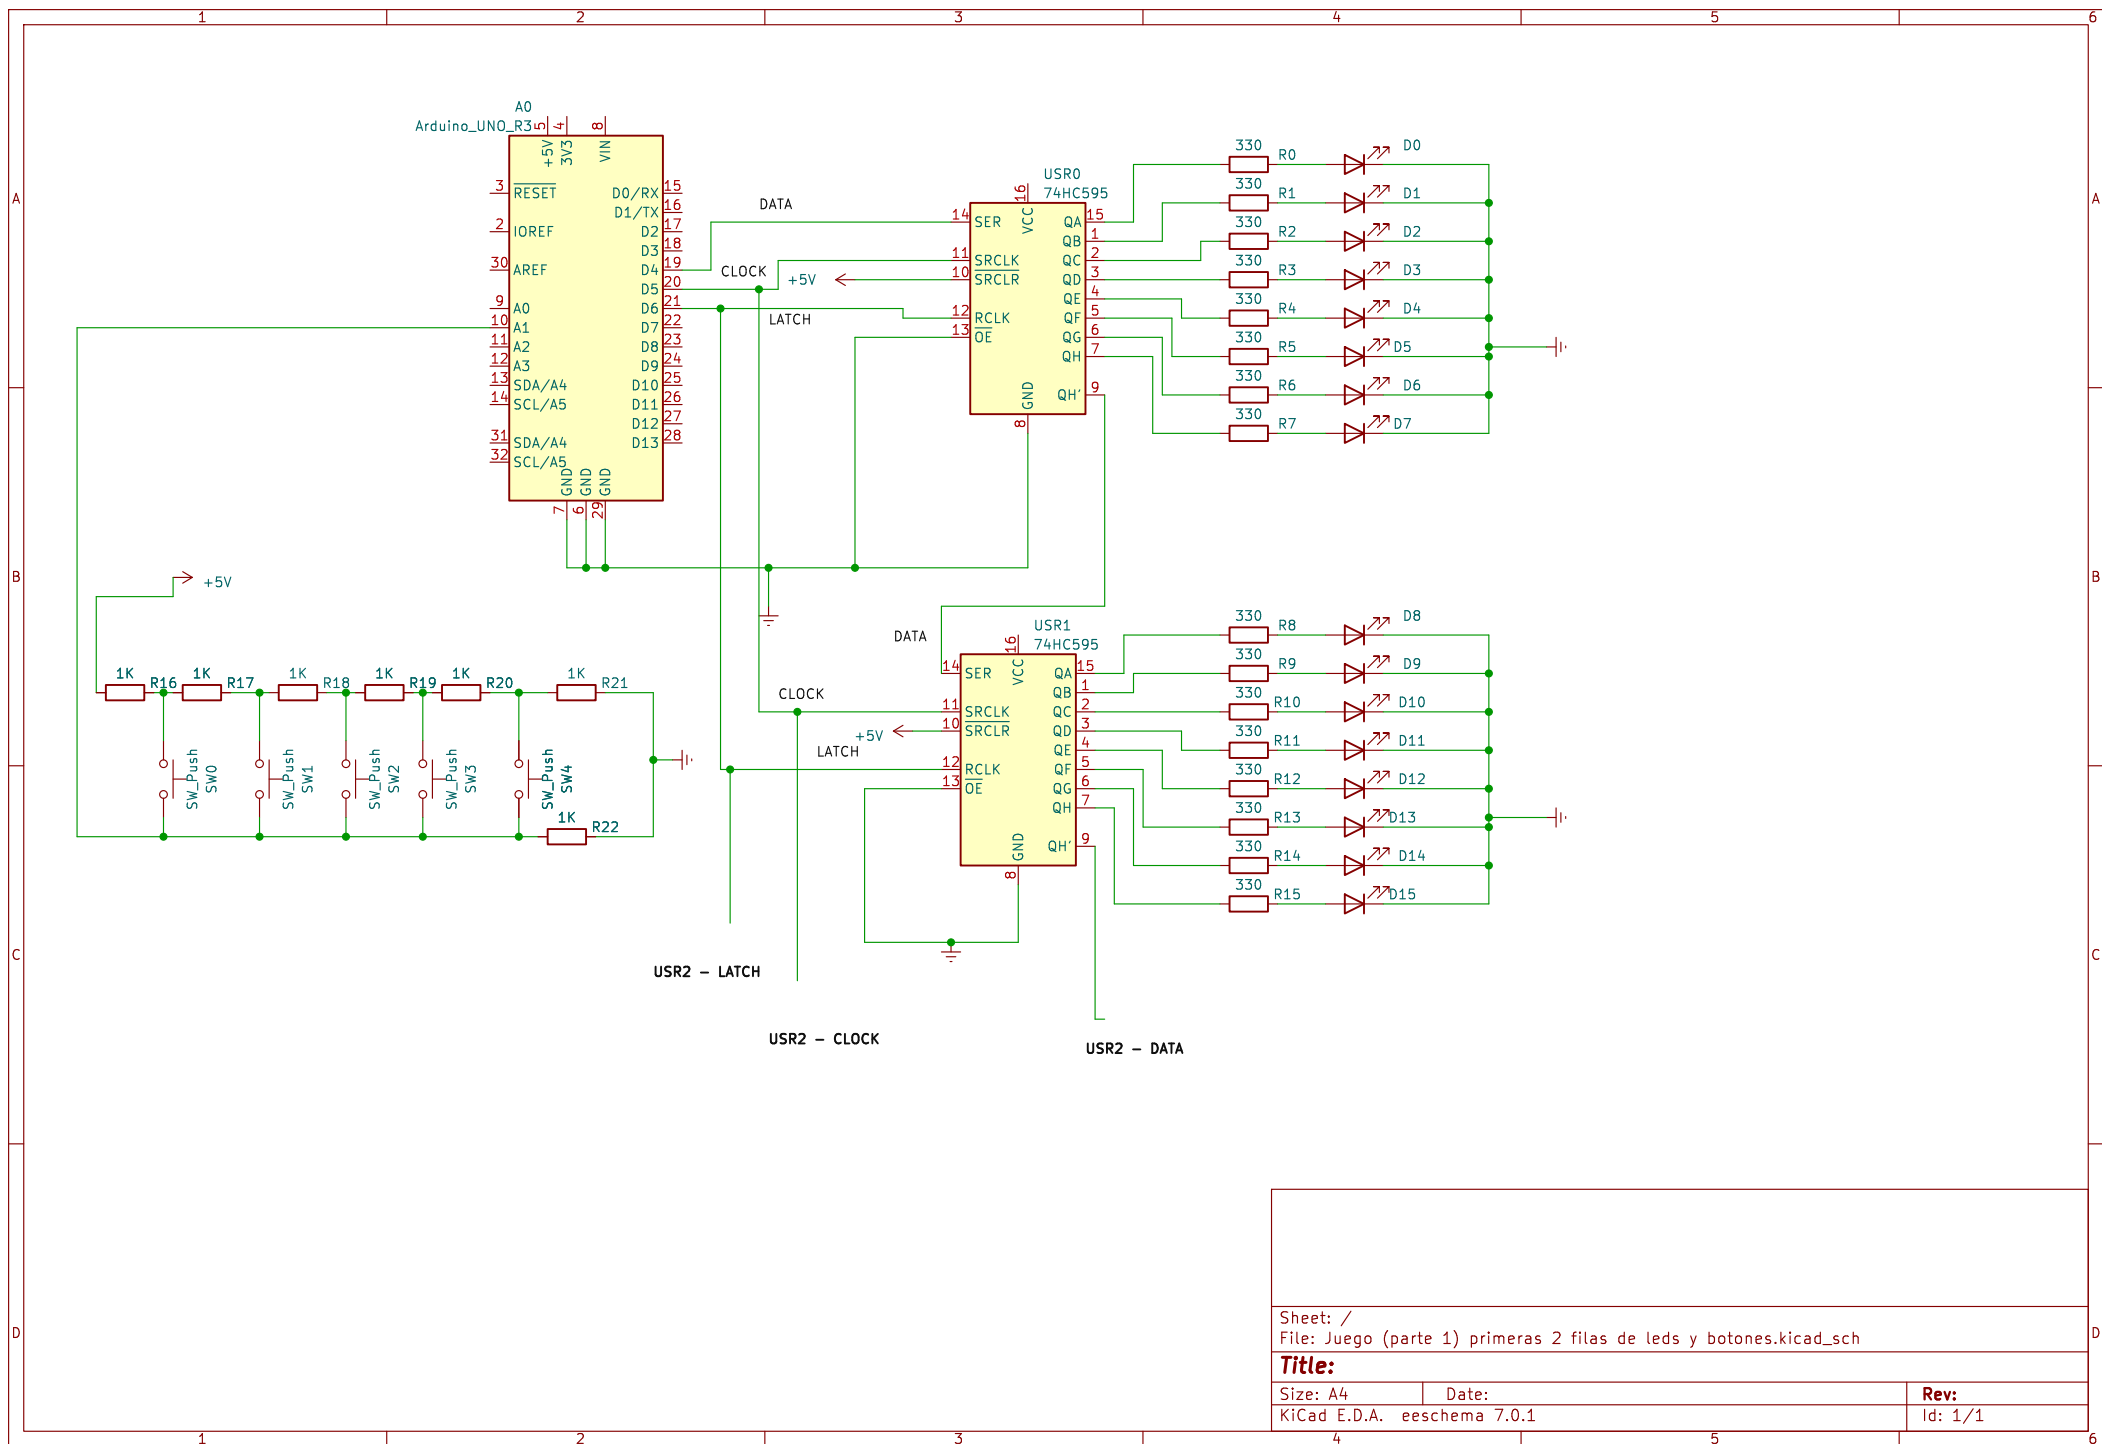 1 2 3 4 5 6
A
B
C
D
A0
Arduino_UNO_R3
5 4 8
+5V 3V3 VIN
3 RESET
2 IOREF
30 AREF
9 A0
10 A1
11 A2
12 A3
13 SDA/A4
14 SCL/A5
31 SDA/A4
32 SCL/A5
D0/RX 15
D1/TX 16
D2 17
D3 18
D4 19
D5 20
D6 21
D7 22
D8 23
D9 24
D10 25
D11 26
D12 27
D13 28
GND GND GND
7 6 29
DATA
CLOCK
+5V
LATCH
USR0
74HC595
16
VCC
14 SER
11 SRCLK
10 SRCLR
12 RCLK
13 OE
QA 15
QB 1
QC 2
QD 3
QE 4
QF 5
QG 6
QH 7
QH' 9
GND
8
330 R0 D0
330 R1 D1
330 R2 D2
330 R3 D3
330 R4 D4
330 R5 D5
330 R6 D6
330 R7 D7
+5V
1K R16
1K R17
1K R18
1K R19
1K R20
1K R21
SW_Push SW0
SW_Push SW1
SW_Push SW2
SW_Push SW3
SW_Push SW4
1K R22
DATA
CLOCK
+5V
LATCH
USR1
74HC595
16
VCC
14 SER
11 SRCLK
10 SRCLR
12 RCLK
13 OE
QA 15
QB 1
QC 2
QD 3
QE 4
QF 5
QG 6
QH 7
QH' 9
GND
8
330 R8 D8
330 R9 D9
330 R10 D10
330 R11 D11
330 R12 D12
330 R13 D13
330 R14 D14
330 R15 D15
USR2 - LATCH
USR2 - CLOCK
USR2 - DATA
A
B
C
D
Sheet: /
File: Juego (parte 1) primeras 2 filas de leds y botones.kicad_sch
Title:
Size: A4 Date: Rev:
KiCad E.D.A. eeschema 7.0.1 Id: 1/1
1 2 3 4 5 6